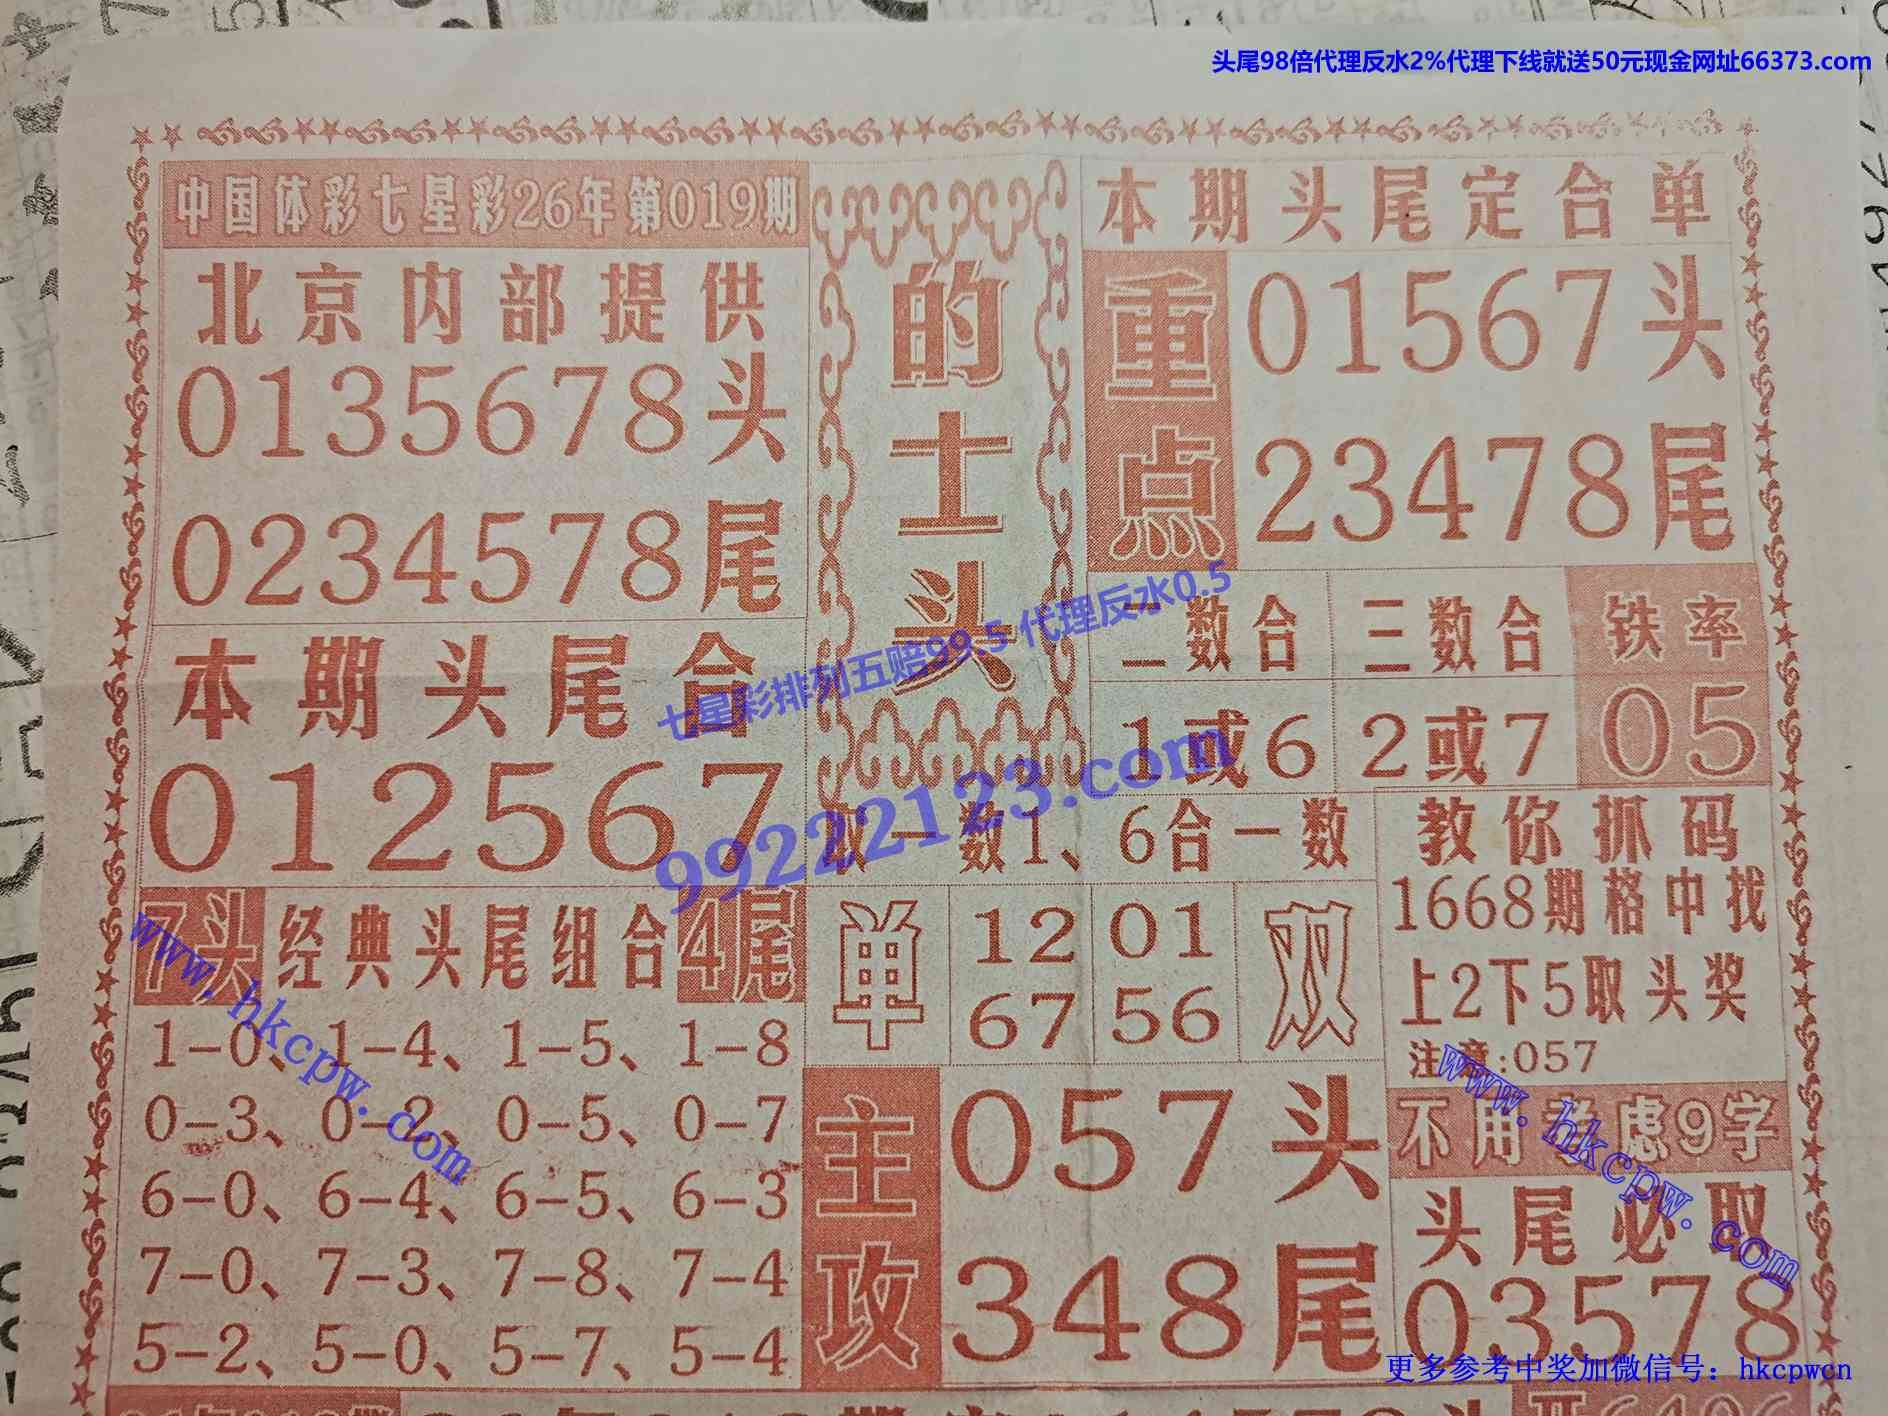 头尾98倍代理反水2%代理下线就送50元现金网址66373.com
中国体彩七星彩26年第019期
北京内部提供
0135678头
0234578尾
的士头
本期头尾定合单
重点
01567头
23478尾
二数合
三数合
铁率
1或6
2或7
05
本期头尾合
012567
七星彩排列五赔99.5 代理反水0.5
99222123.com
取一数1、6合一数
7头经典头尾组合4尾
1-0、1-4、1-5、1-8
0-3、0-2、0-5、0-7
6-0、6-4、6-5、6-3
7-0、7-3、7-8、7-4
5-2、5-0、5-7、5-4
www.hkcpw.com
单
12
67
01
56
双
主攻
057头
348尾
教你抓码
1668期格中找
上2下5取头奖
注意:057
不用考虑9字
头尾必取
03578
www.hkcpw.com
更多参考中奖加微信号：hkcpwcn